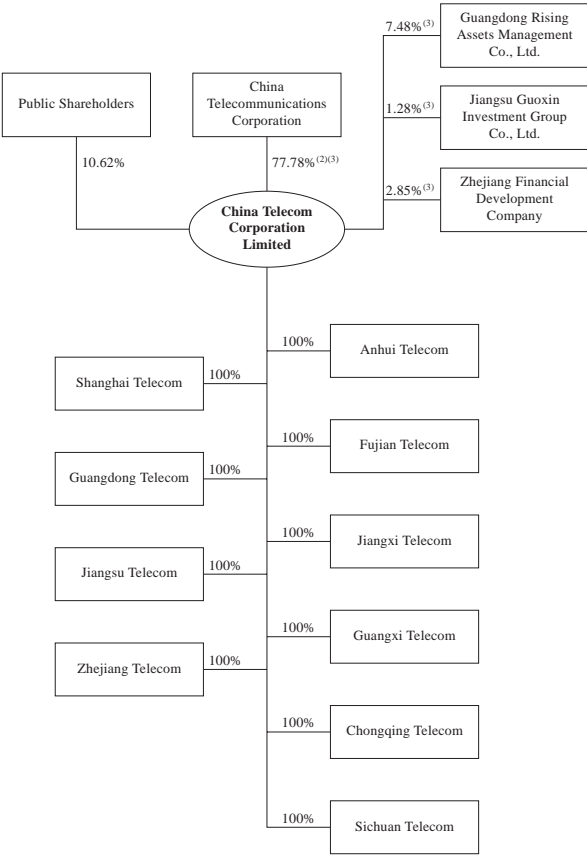 7.48% (3)
Guangdong Rising
Assets Management
Co., Ltd.
Public Shareholders
China
Telecommunications
Corporation
1.28% (3)
Jiangsu Guoxin
Investment Group
Co., Ltd.
10.62%
77.78% (2)(3)
2.85% (3)
Zhejiang Financial
Development
Company
China Telecom
Corporation
Limited
100%
Anhui Telecom
Shanghai Telecom
100%
100%
Fujian Telecom
Guangdong Telecom
100%
100%
Jiangxi Telecom
Jiangsu Telecom
100%
100%
Guangxi Telecom
Zhejiang Telecom
100%
100%
Chongqing Telecom
100%
Sichuan Telecom